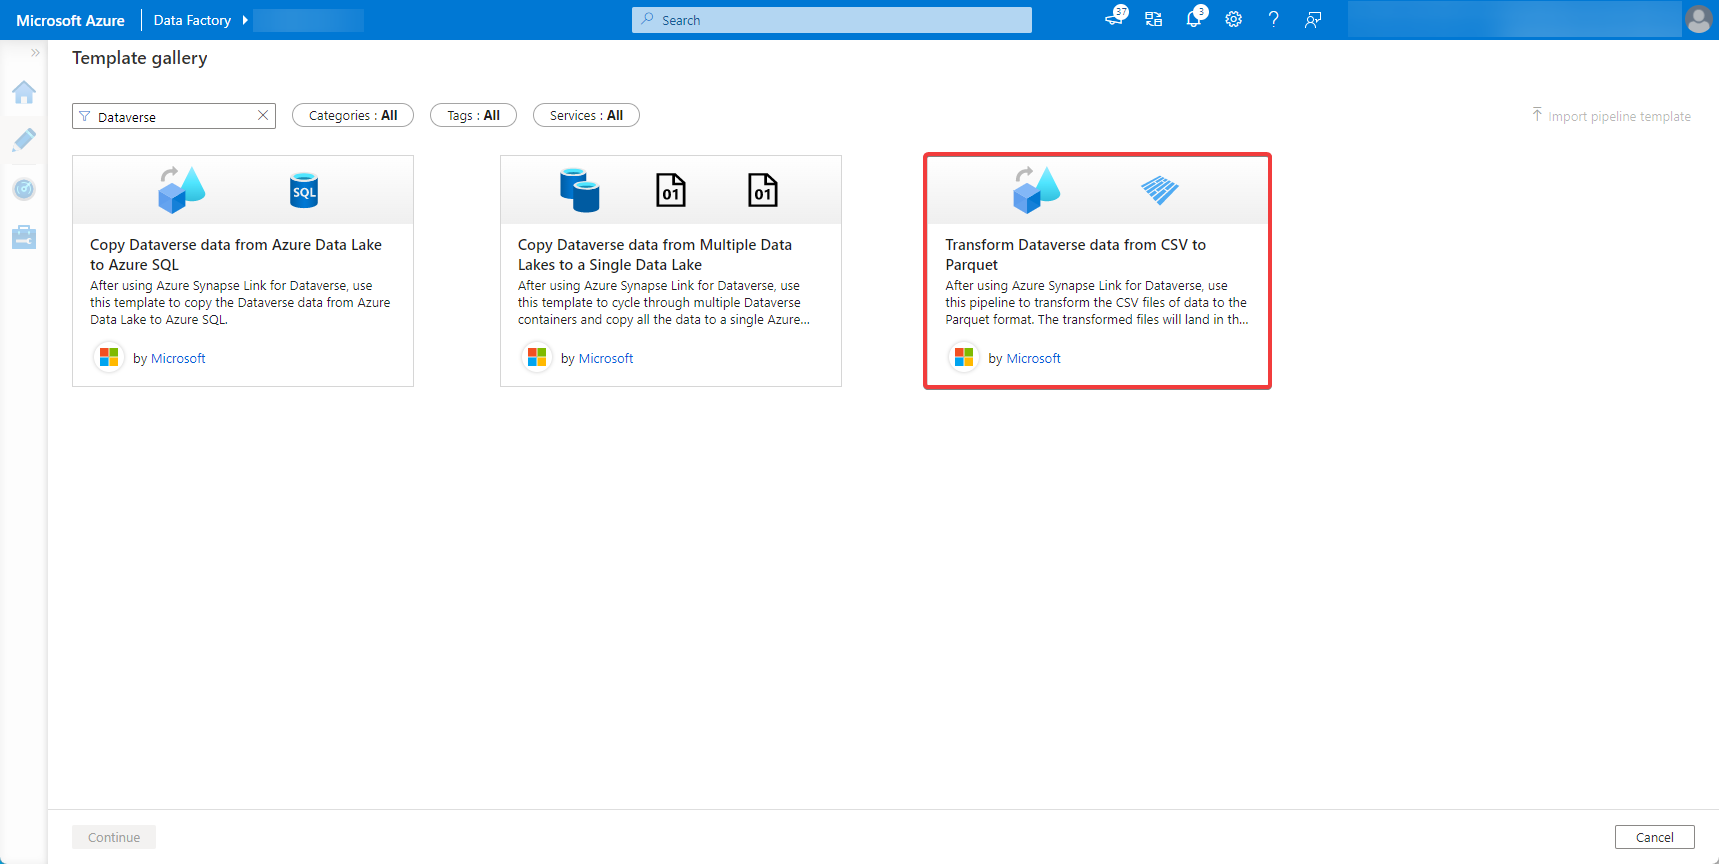 Microsoft Azure
Data Factory
Search
37
3
Template gallery
Dataverse
Categories : All
Tags : All
Services : All
Import pipeline template
SQL
Copy Dataverse data from Azure Data Lake
to Azure SQL
After using Azure Synapse Link for Dataverse, use
this template to copy the Dataverse data from Azure
Data Lake to Azure SQL.
by Microsoft
01
01
Copy Dataverse data from Multiple Data
Lakes to a Single Data Lake
After using Azure Synapse Link for Dataverse, use
this template to cycle through multiple Dataverse
containers and copy all the data to a single Azure...
by Microsoft
Transform Dataverse data from CSV to
Parquet
After using Azure Synapse Link for Dataverse, use
this pipeline to transform the CSV files of data to the
Parquet format. The transformed files will land in th...
by Microsoft
Continue
Cancel